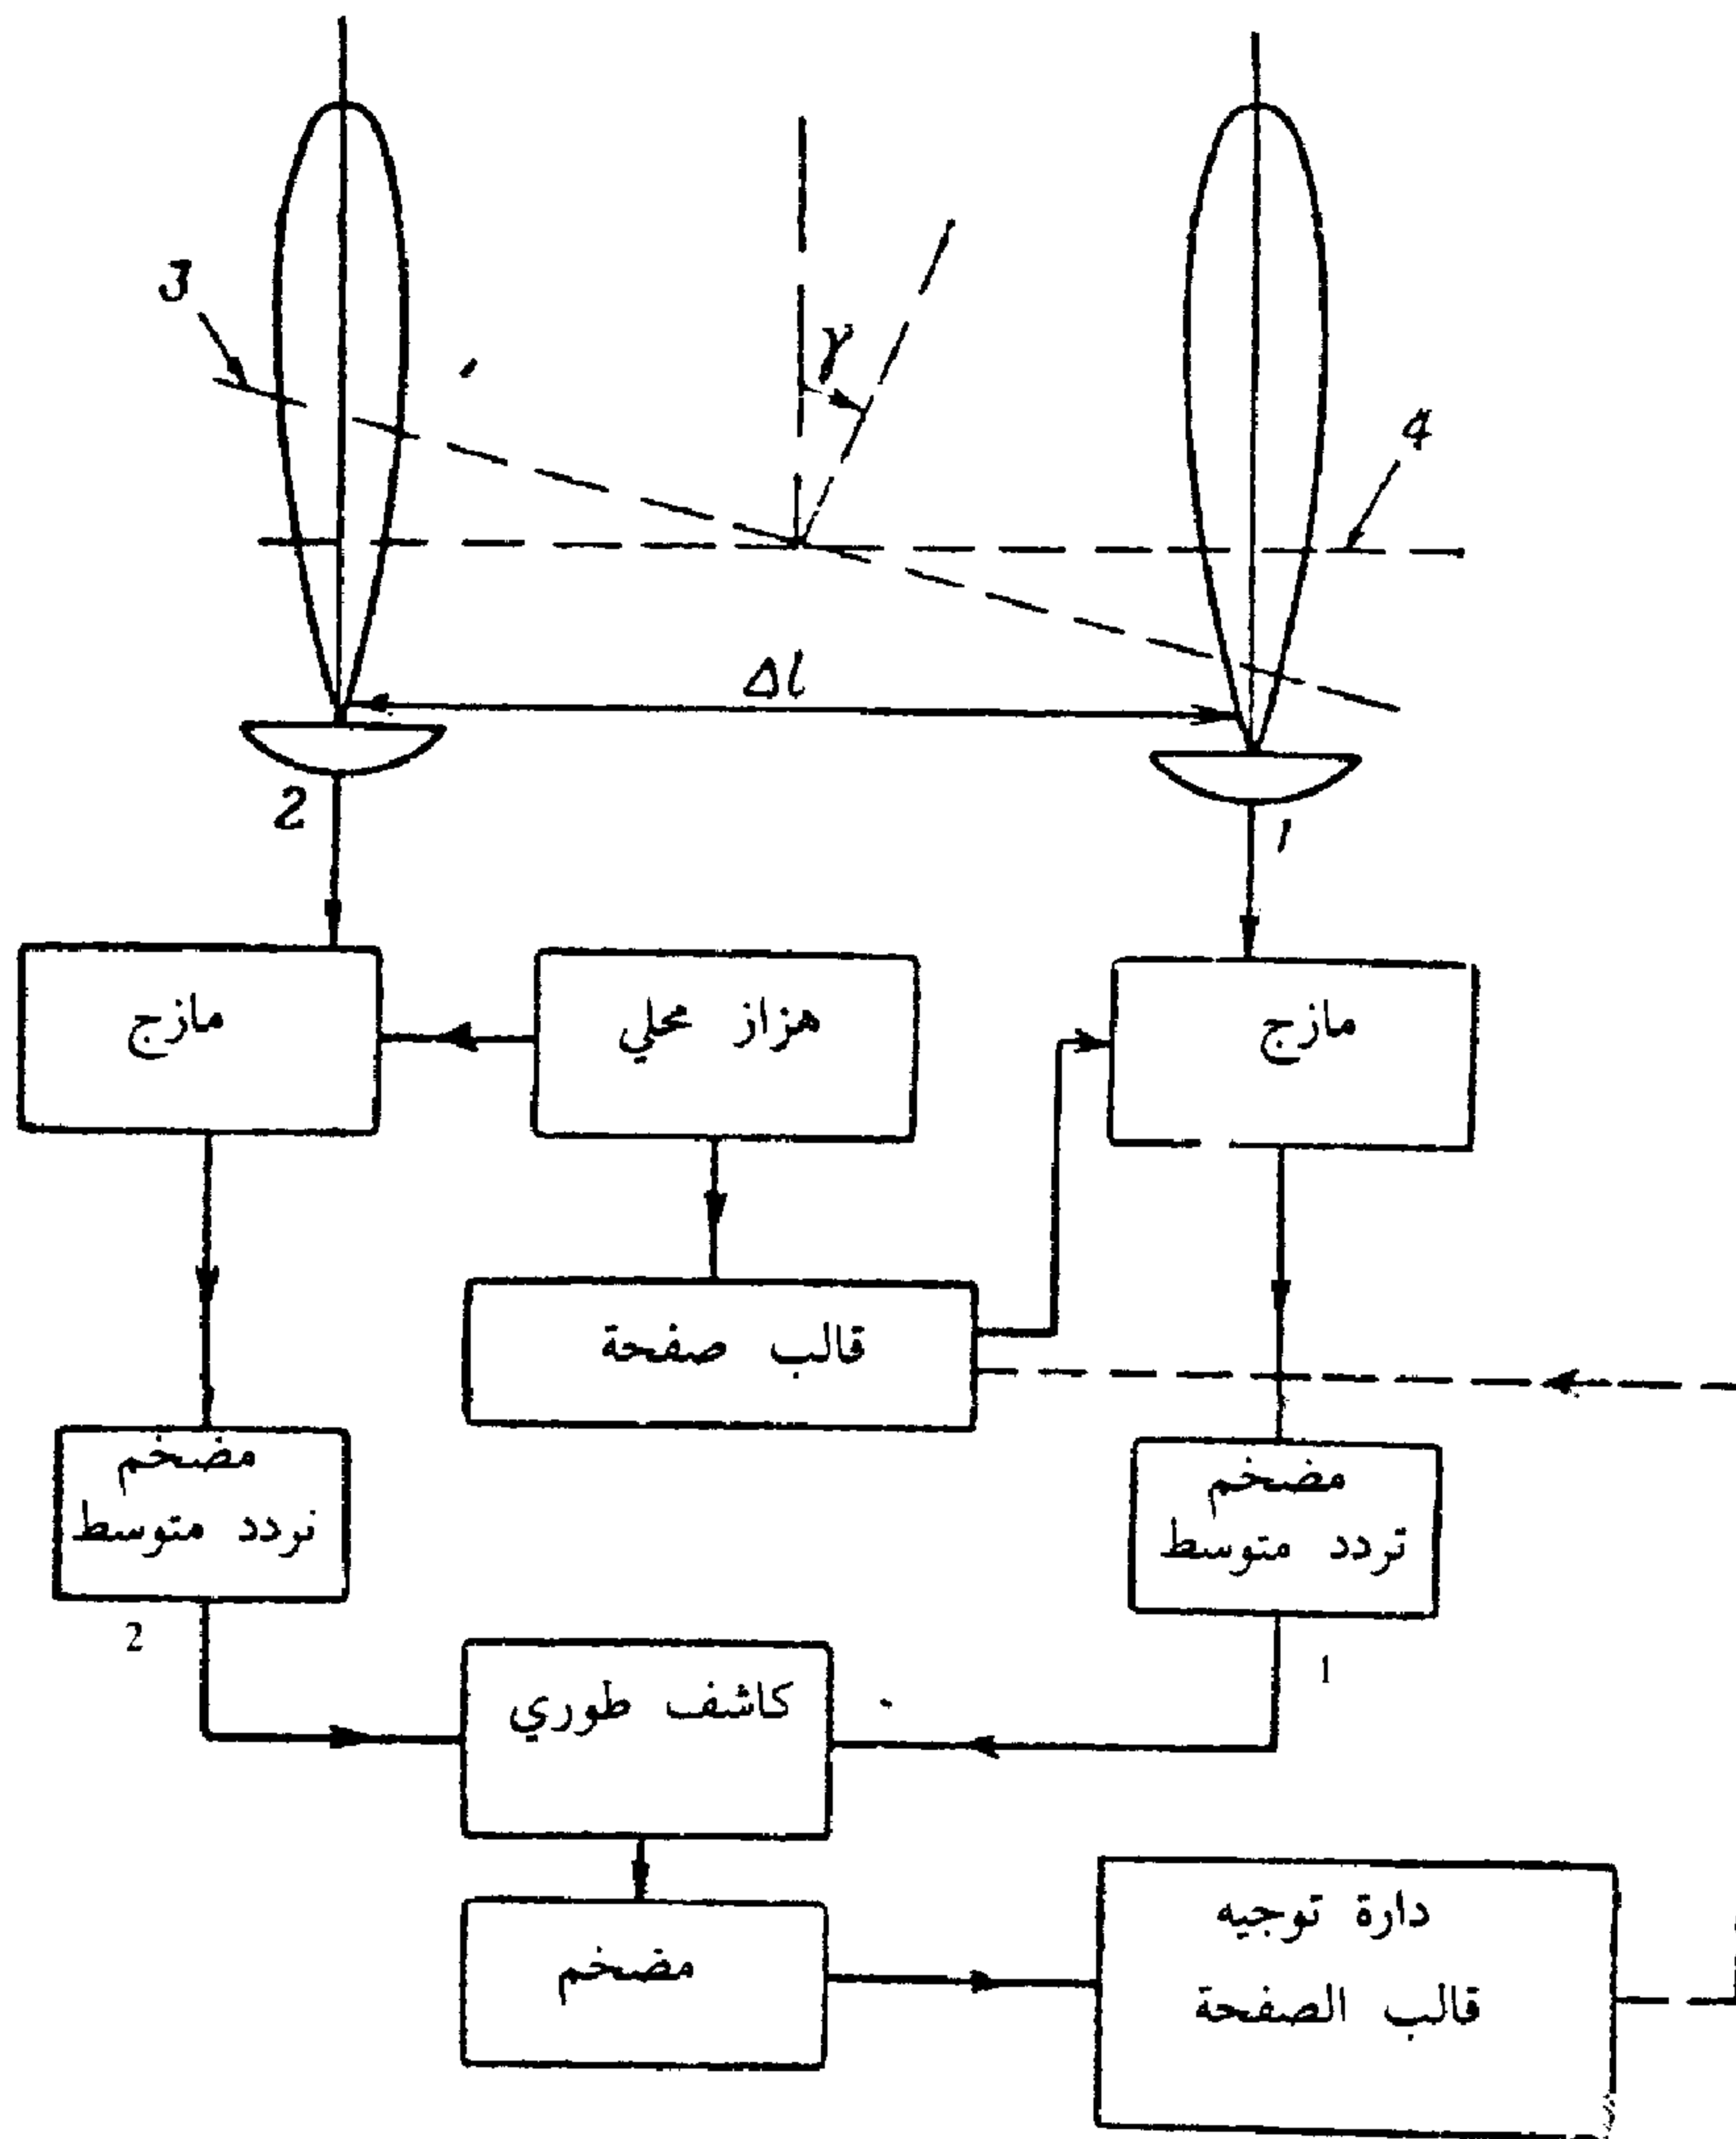 3
γ
4
Δl
2
1
مازج
هزاز محلي
مازج
قالب صفحة
مضخم
تردد متوسط
مضخم
تردد متوسط
2
1
كاشف طوري
مضخم
دارة توجيه
قالب الصفحة